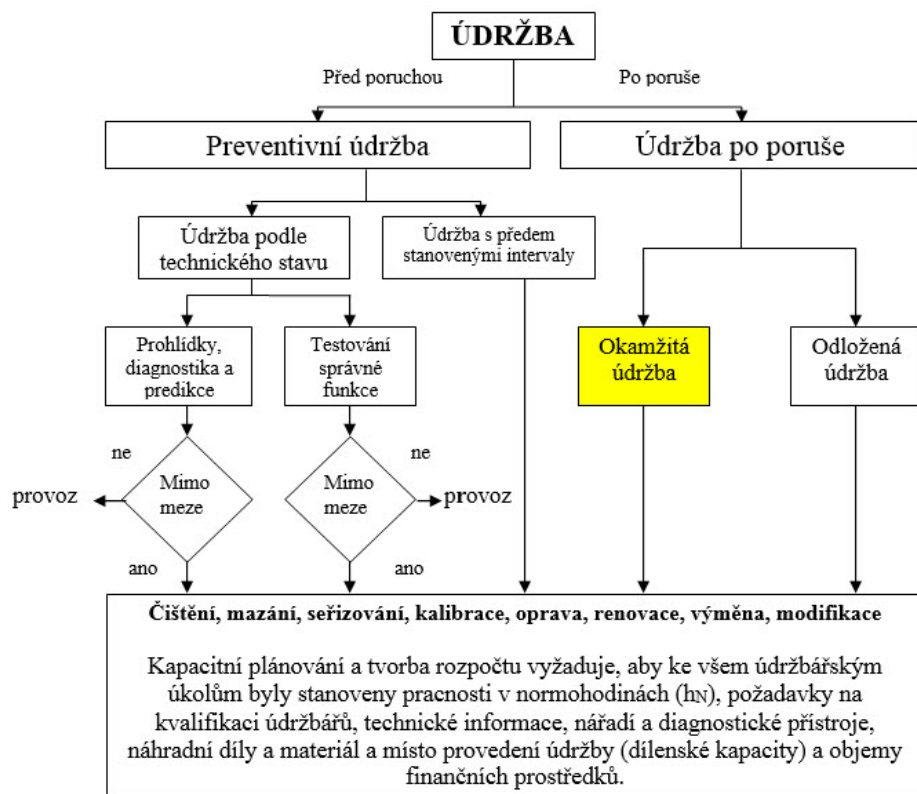 ÚDRŽBA
Před poruchou
Po poruše
Preventivní údržba
Údržba po poruše
Údržba podle
technického stavu
Údržba s předem
stanovenými intervaly
Prohlídky,
diagnostika a
predikce
Testování
správné
funkce
Okamžitá
údržba
Odložená
údržba
ne
Mimo
meze
provoz
ano
ne
Mimo
meze
provoz
ano
Čištění, mazání, seřizování, kalibrace, oprava, renovace, výměna, modifikace
Kapacitní plánování a tvorba rozpočtu vyžaduje, aby ke všem údržbářským
úkolům byly stanoveny pracnosti v normohodinách (hN), požadavky na
kvalifikaci údržbářů, technické informace, nářadí a diagnostické přístroje,
náhradní díly a materiál a místo provedení údržby (dílenské kapacity) a objemy
finančních prostředků.